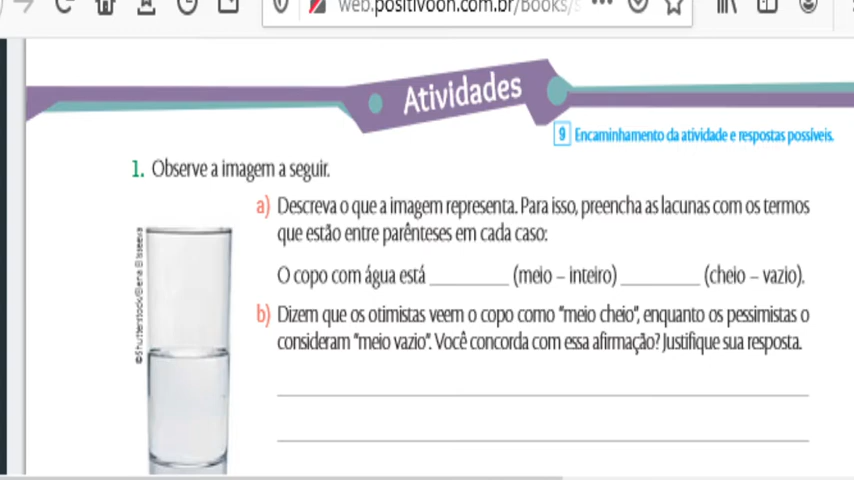 web.positivoon.com.br/Books/s
Atividades
9 Encaminhamento da atividade e respostas possíveis.
1. Observe a imagem a seguir.
a) Descreva o que a imagem representa. Para isso, preencha as lacunas com os termos
que estão entre parênteses em cada caso:
O copo com água está ________ (meio – inteiro) ________ (cheio – vazio).
b) Dizem que os otimistas veem o copo como "meio cheio", enquanto os pessimistas o
consideram "meio vazio". Você concorda com essa afirmação? Justifique sua resposta.
©Shutterstock/Elena Elisseeva